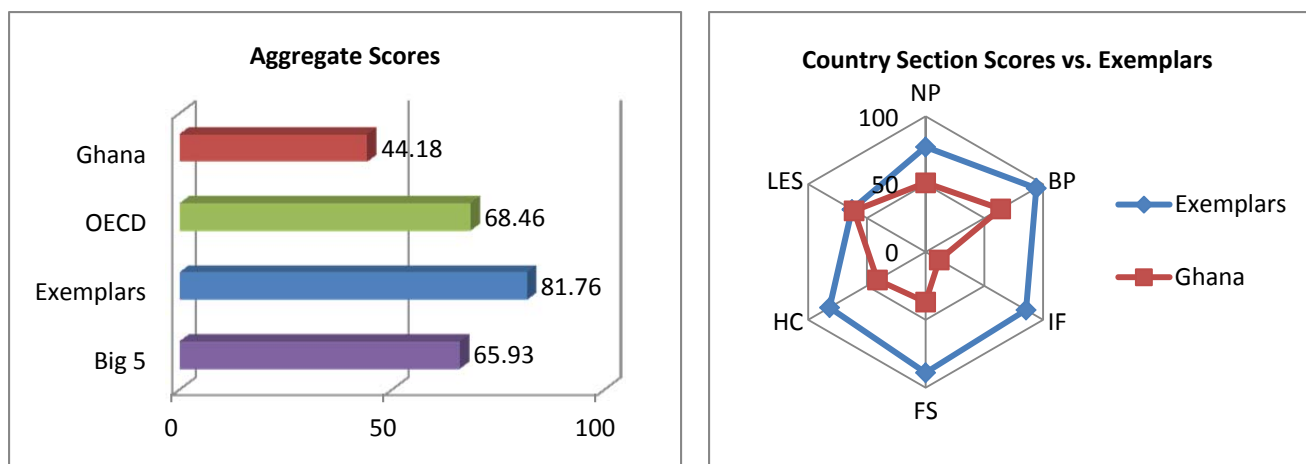 Aggregate Scores
Ghana
44.18
OECD
68.46
Exemplars
81.76
Big 5
65.93
0
50
100
Country Section Scores vs. Exemplars
NP
100
LES
50
BP
0
HC
IF
FS
Exemplars
Ghana